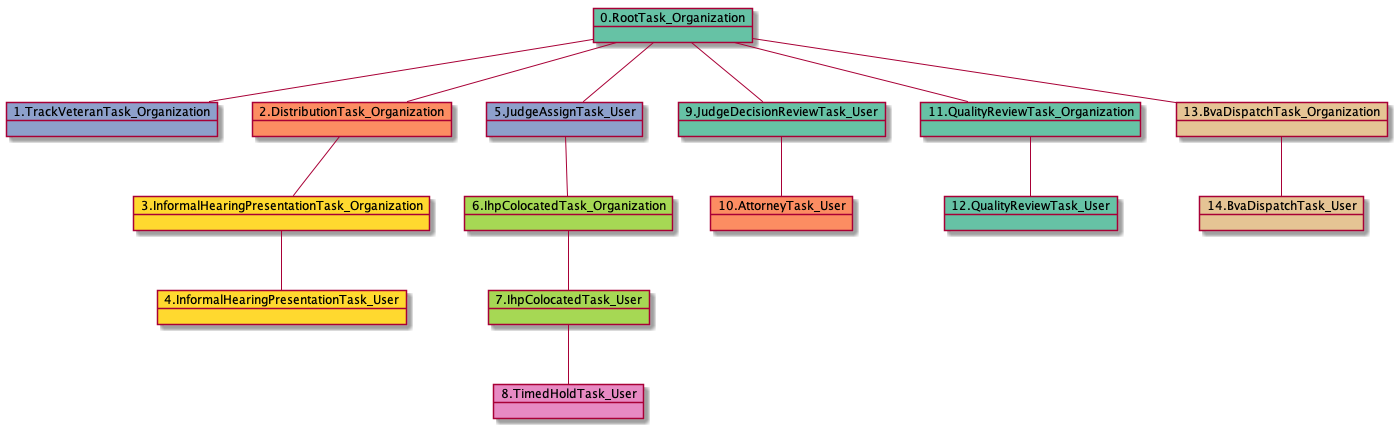 0.RootTask_Organization
1.TrackVeteranTask_Organization
2.DistributionTask_Organization
5.JudgeAssignTask_User
9.JudgeDecisionReviewTask_User
11.QualityReviewTask_Organization
13.BvaDispatchTask_Organization
3.InformalHearingPresentationTask_Organization
6.IhpColocatedTask_Organization
10.AttorneyTask_User
12.QualityReviewTask_User
14.BvaDispatchTask_User
4.InformalHearingPresentationTask_User
7.IhpColocatedTask_User
8.TimedHoldTask_User